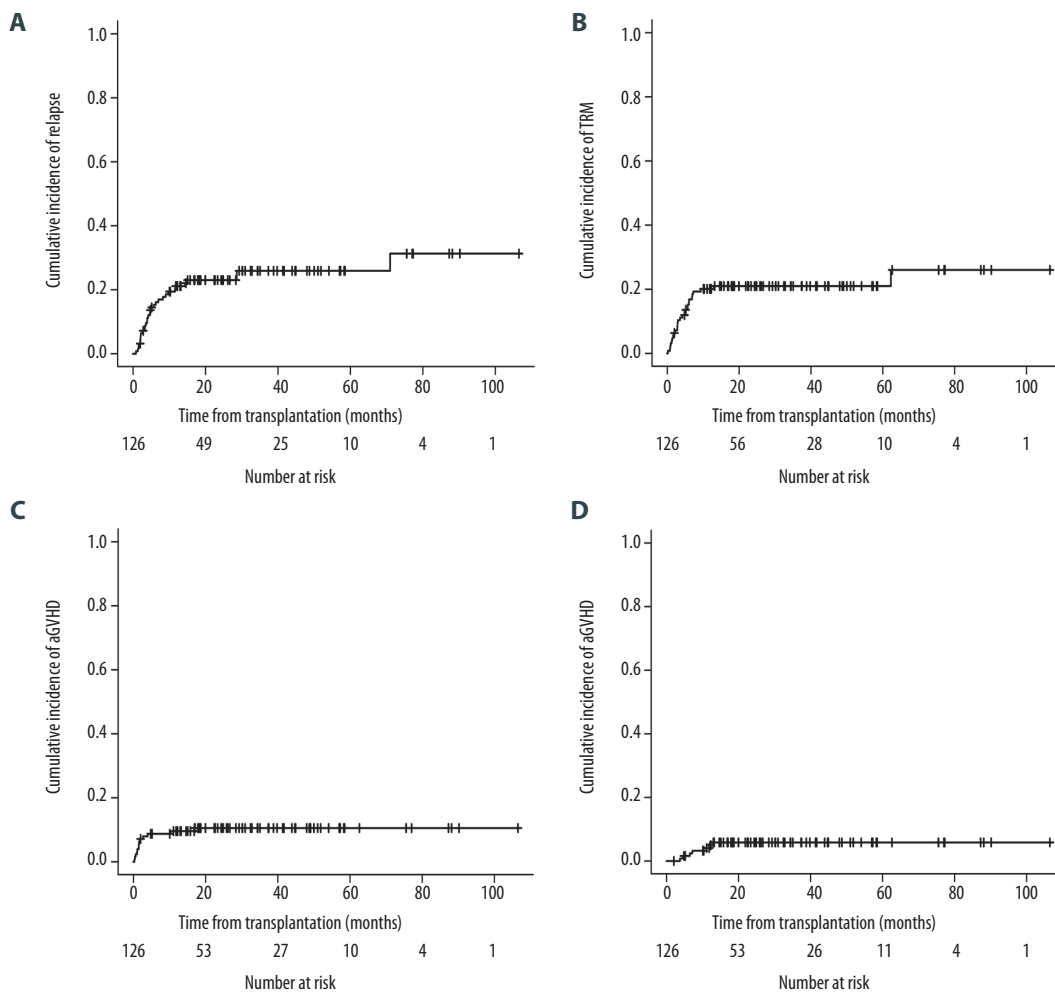 A
1.0
0.8
0.6
0.4
0.2
0.0
Cumulative incidence of relapse
0 20 40 60 80 100
Time from transplantation (months)
126 49 25 10 4 1
Number at risk
B
1.0
0.8
0.6
0.4
0.2
0.0
Cumulative incidence of TRM
0 20 40 60 80 100
Time from transplantation (months)
126 56 28 10 4 1
Number at risk
C
1.0
0.8
0.6
0.4
0.2
0.0
Cumulative incidence of aGVHD
0 20 40 60 80 100
Time from transplantation (months)
126 53 27 10 4 1
Number at risk
D
1.0
0.8
0.6
0.4
0.2
0.0
Cumulative incidence of aGVHD
0 20 40 60 80 100
Time from transplantation (months)
126 53 26 11 4 1
Number at risk